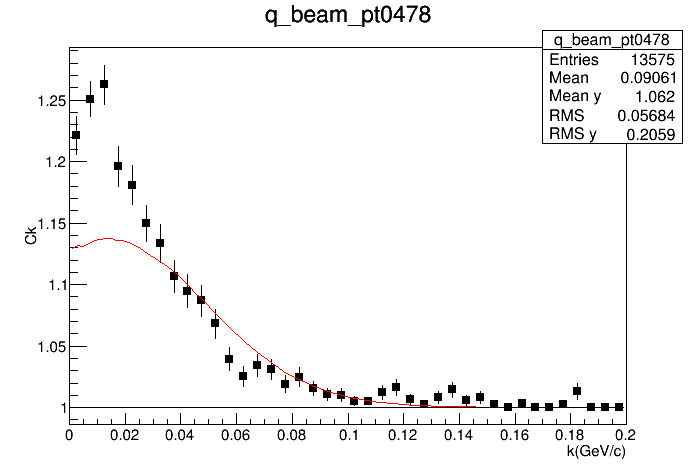 q_beam_pt0478
q_beam_pt0478
Entries 13575
Mean 0.09061
Mean y 1.062
RMS 0.05684
RMS y 0.2059
Ck
1.25
1.2
1.15
1.1
1.05
1
0 0.02 0.04 0.06 0.08 0.1 0.12 0.14 0.16 0.18 0.2
k(GeV/c)